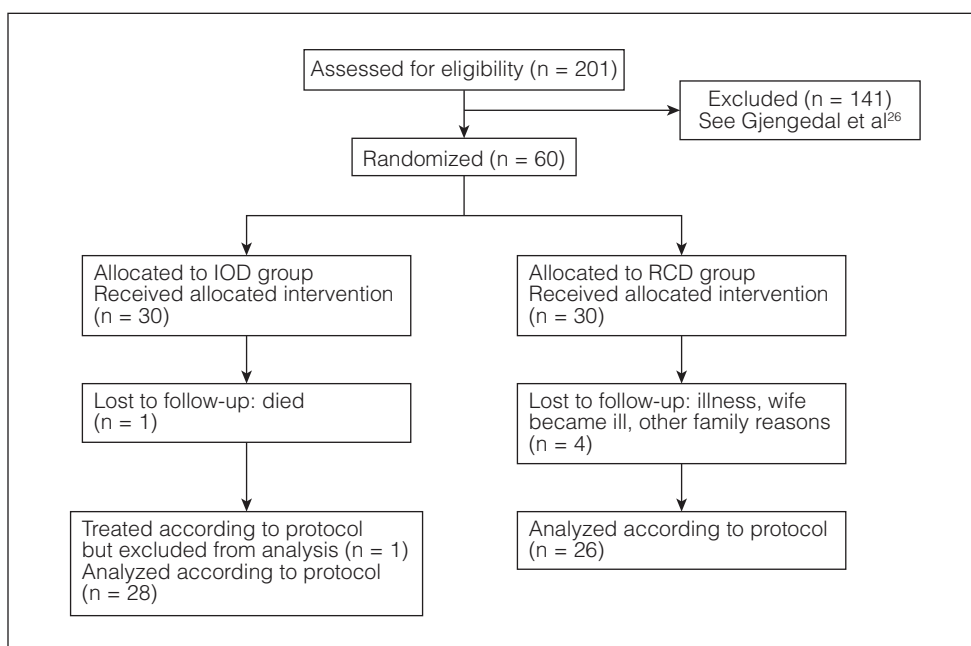 Assessed for eligibility (n = 201)
Excluded (n = 141)
See Gjengedal et al26
Randomized (n = 60)
Allocated to IOD group
Received allocated intervention
(n = 30)
Allocated to RCD group
Received allocated intervention
(n = 30)
Lost to follow-up: died
(n = 1)
Lost to follow-up: illness, wife
became ill, other family reasons
(n = 4)
Treated according to protocol
but excluded from analysis (n = 1)
Analyzed according to protocol
(n = 28)
Analyzed according to protocol
(n = 26)